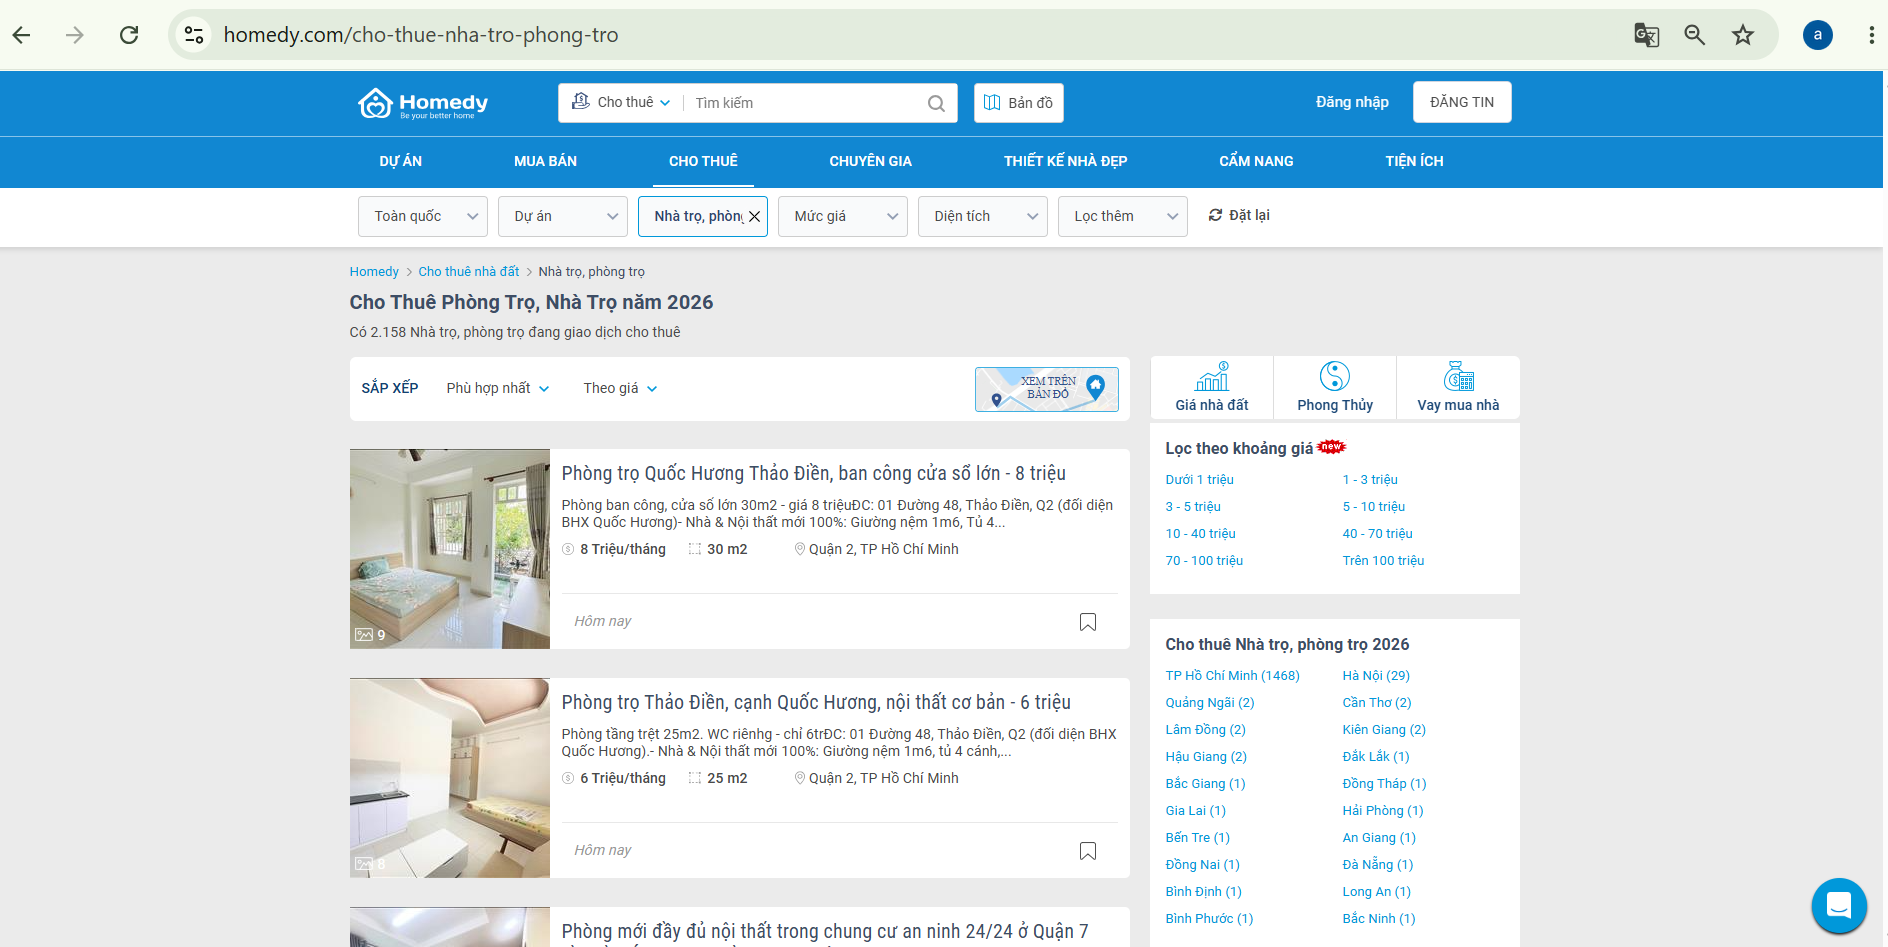 homedy.com/cho-thue-nha-tro-phong-tro
a
Homedy
Be your better home
Cho thuê
Tìm kiếm
Bản đồ
Đăng nhập
ĐĂNG TIN
DỰ ÁN
MUA BÁN
CHO THUÊ
CHUYÊN GIA
THIẾT KẾ NHÀ ĐẸP
CẨM NANG
TIỆN ÍCH
Toàn quốc
Dự án
Nhà trọ, phòn
Mức giá
Diện tích
Lọc thêm
Đặt lại
Homedy > Cho thuê nhà đất > Nhà trọ, phòng trọ
Cho Thuê Phòng Trọ, Nhà Trọ năm 2026
Có 2.158 Nhà trọ, phòng trọ đang giao dịch cho thuê
SẮP XẾP
Phù hợp nhất
Theo giá
XEM TRÊN
BẢN ĐỒ
Phòng trọ Quốc Hương Thảo Điền, ban công cửa sổ lớn - 8 triệu
Phòng ban công, cửa sổ lớn 30m2 - giá 8 triệuĐC: 01 Đường 48, Thảo Điền, Q2 (đối diện
BHX Quốc Hương)- Nhà & Nội thất mới 100%: Giường nệm 1m6, Tủ 4...
8 Triệu/tháng
30 m2
Quận 2, TP Hồ Chí Minh
9
Hôm nay
Phòng trọ Thảo Điền, cạnh Quốc Hương, nội thất cơ bản - 6 triệu
Phòng tầng trệt 25m2. WC riênhg - chỉ 6trĐC: 01 Đường 48, Thảo Điền, Q2 (đối diện BHX
Quốc Hương).- Nhà & Nội thất mới 100%: Giường nệm 1m6, tủ 4 cánh,...
6 Triệu/tháng
25 m2
Quận 2, TP Hồ Chí Minh
8
Hôm nay
Phòng mới đầy đủ nội thất trong chung cư an ninh 24/24 ở Quận 7
Giá nhà đất
Phong Thủy
Vay mua nhà
Lọc theo khoảng giá new
Dưới 1 triệu
1 - 3 triệu
3 - 5 triệu
5 - 10 triệu
10 - 40 triệu
40 - 70 triệu
70 - 100 triệu
Trên 100 triệu
Cho thuê Nhà trọ, phòng trọ 2026
TP Hồ Chí Minh (1468)
Hà Nội (29)
Quảng Ngãi (2)
Cần Thơ (2)
Lâm Đồng (2)
Kiên Giang (2)
Hậu Giang (2)
Đắk Lắk (1)
Bắc Giang (1)
Đồng Tháp (1)
Gia Lai (1)
Hải Phòng (1)
Bến Tre (1)
An Giang (1)
Đồng Nai (1)
Đà Nẵng (1)
Bình Định (1)
Long An (1)
Bình Phước (1)
Bắc Ninh (1)